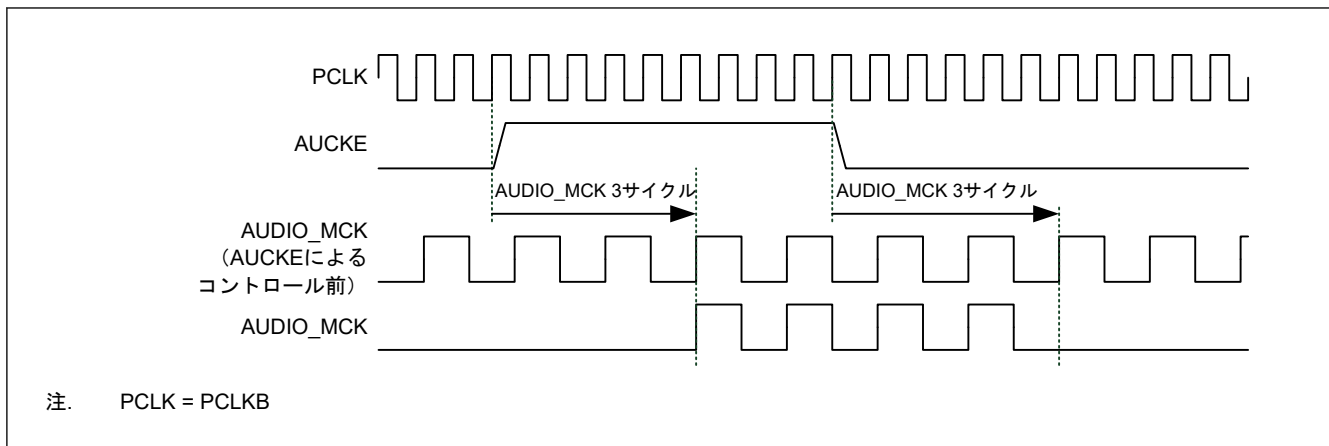 PCLK
AUCKE
AUDIO_MCK 3サイクル
AUDIO_MCK 3サイクル
AUDIO_MCK
（AUCKEによる
コントロール前）
AUDIO_MCK
注. PCLK = PCLKB